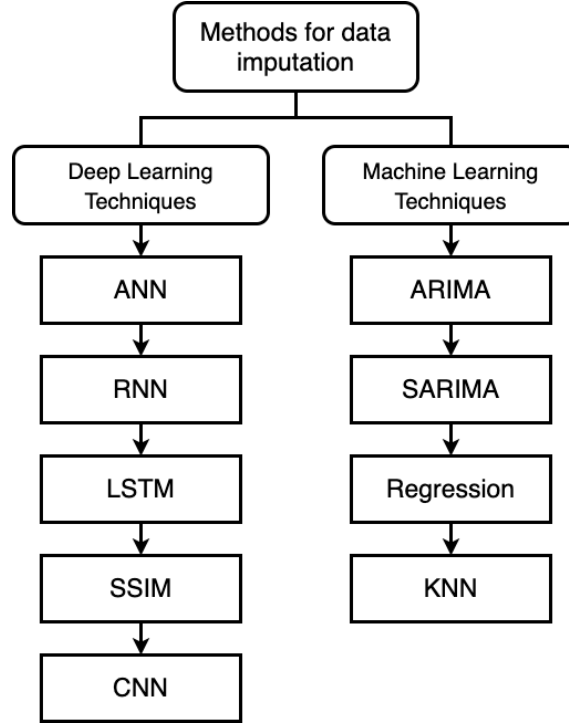 Methods for data
imputation
Deep Learning
Techniques
Machine Learning
Techniques
ANN
ARIMA
RNN
SARIMA
LSTM
Regression
SSIM
KNN
CNN